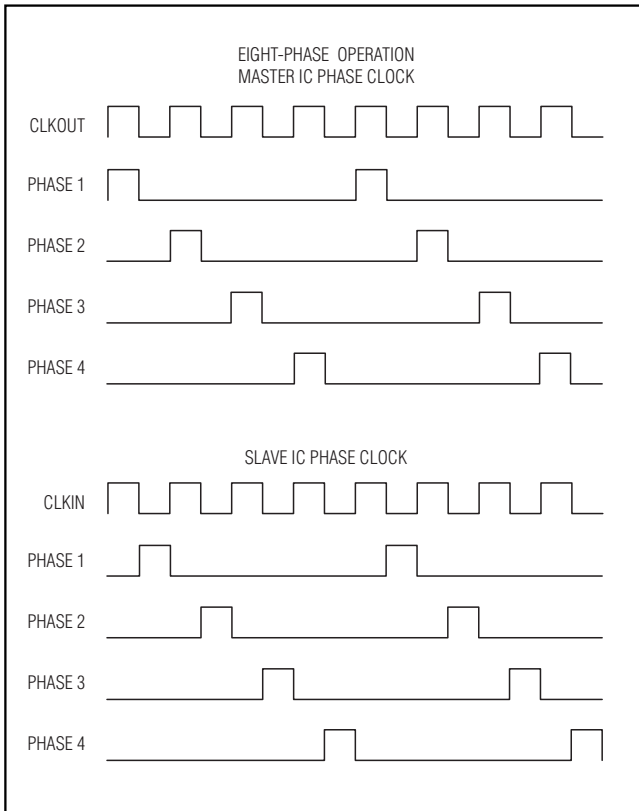 EIGHT-PHASE OPERATION
MASTER IC PHASE CLOCK
CLKOUT
PHASE 1
PHASE 2
PHASE 3
PHASE 4
SLAVE IC PHASE CLOCK
CLKIN
PHASE 1
PHASE 2
PHASE 3
PHASE 4